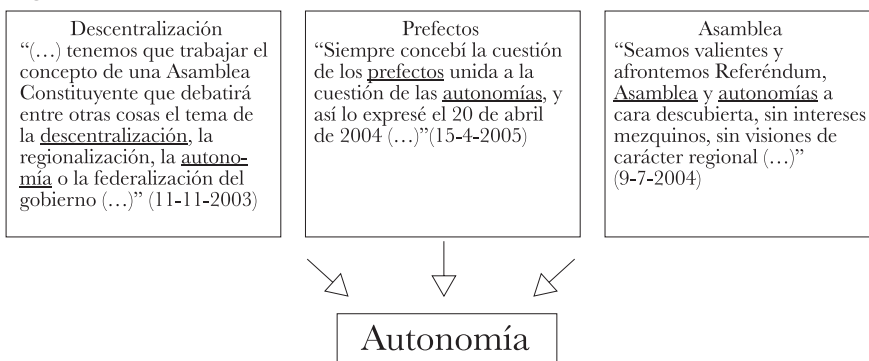 Descentralización
“(…) tenemos que trabajar el
concepto de una Asamblea
Constituyente que debatirá
entre otras cosas el tema de
la descentralización, la
regionalización, la autono-
mía o la federalización del
gobierno (…)” (11-11-2003)
Prefectos
“Siempre concebí la cuestión
de los prefectos unida a la
cuestión de las autonomías, y
así lo expresé el 20 de abril
de 2004 (…)”(15-4-2005)
Asamblea
“Seamos valientes y
afrontemos Referéndum,
Asamblea y autonomías a
cara descubierta, sin intereses
mezquinos, sin visiones de
carácter regional (…)”
(9-7-2004)
Autonomía